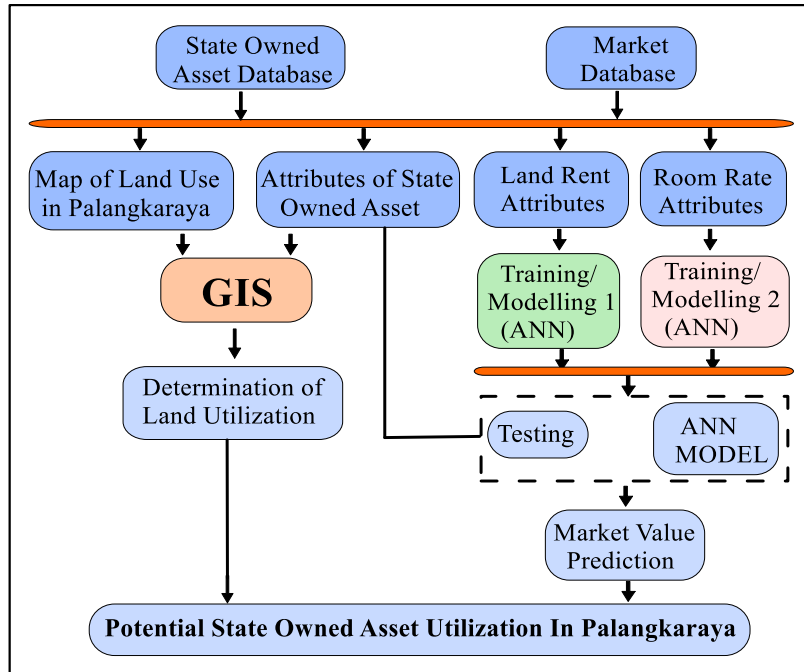 State Owned
Asset Database
Market
Database
Map of Land Use
in Palangkaraya
Attributes of State
Owned Asset
Land Rent
Attributes
Room Rate
Attributes
GIS
Training/
Modelling 1
(ANN)
Training/
Modelling 2
(ANN)
Determination of
Land Utilization
Testing
ANN
MODEL
Market Value
Prediction
Potential State Owned Asset Utilization In Palangkaraya